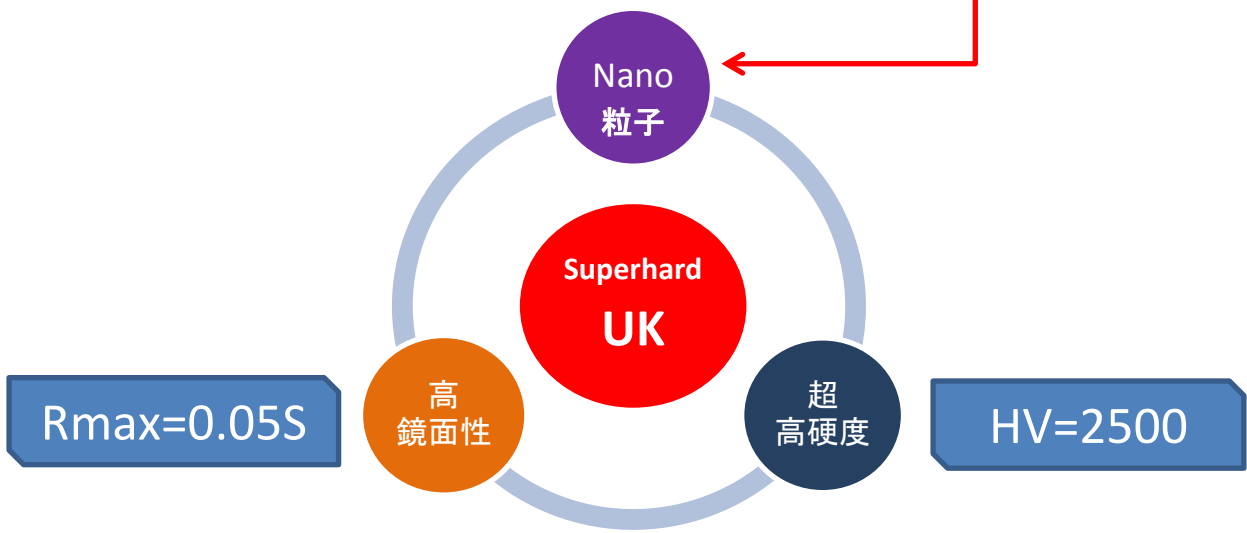 Nano
粒子
Superhard
UK
高
鏡面性
超
高硬度
Rmax=0.05S
HV=2500